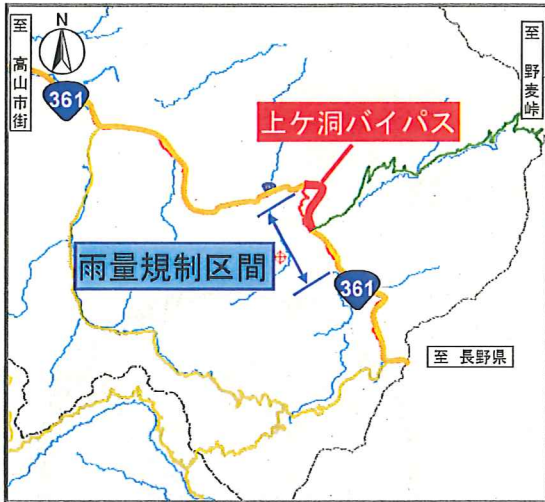 至 高山市街
N
361
上ケ洞バイパス
至 野麦峠
雨量規制区間
361
至 長野県